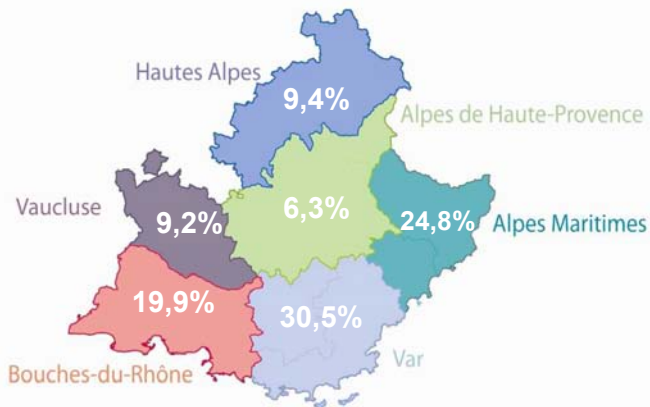 Hautes Alpes
9,4%
Alpes de Haute-Provence
Vaucluse
9,2%
6,3%
24,8%
Alpes Maritimes
19,9%
30,5%
Bouches-du-Rhône
Var